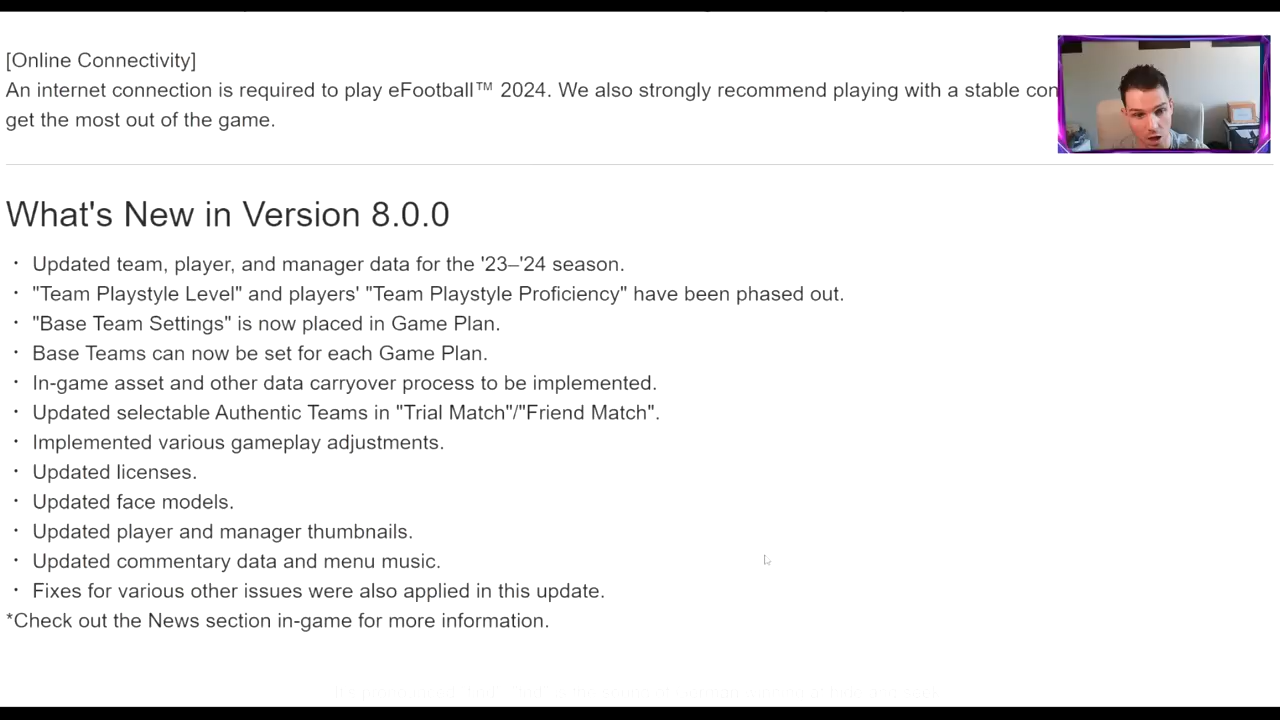 [Online Connectivity]
An internet connection is required to play eFootball™ 2024. We also strongly recommend playing with a stable con
get the most out of the game.
What's New in Version 8.0.0
・ Updated team, player, and manager data for the '23–'24 season.
・ "Team Playstyle Level" and players' "Team Playstyle Proficiency" have been phased out.
・ "Base Team Settings" is now placed in Game Plan.
・ Base Teams can now be set for each Game Plan.
・ In-game asset and other data carryover process to be implemented.
・ Updated selectable Authentic Teams in "Trial Match"/"Friend Match".
・ Implemented various gameplay adjustments.
・ Updated licenses.
・ Updated face models.
・ Updated player and manager thumbnails.
・ Updated commentary data and menu music.
・ Fixes for various other issues were also applied in this update.
*Check out the News section in-game for more information.